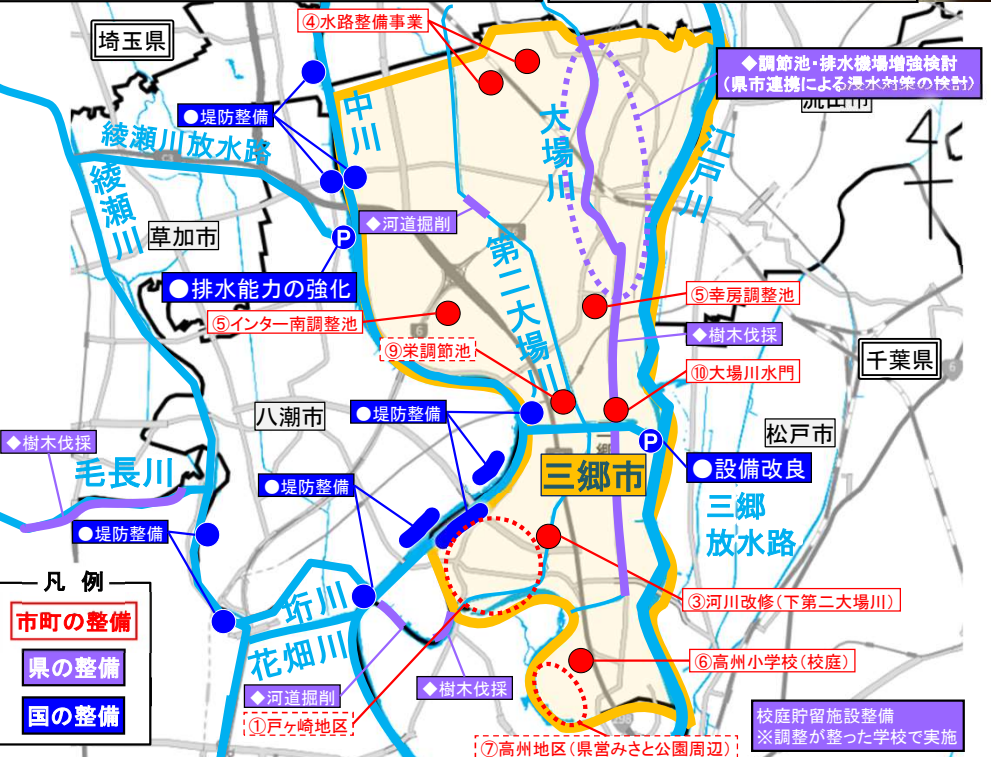 埼玉県
④水路整備事業
◆調節池・排水機場増強検討
(県市連携による浸水対策の検討)
流山市
●堤防整備
中川
大場川
江戸川
綾瀬川放水路
綾瀬川
草加市
◆河道掘削
P
第二大場川
●排水能力の強化
⑤幸房調整池
⑤インター南調整池
◆樹木伐採
⑨栄調節池
⑩大場川水門
千葉県
八潮市
●堤防整備
松戸市
◆樹木伐採
P
毛長川
三郷市
●設備改良
●堤防整備
三郷
放水路
●堤防整備
凡 例
市町の整備
県の整備
国の整備
垳川
③河川改修(下第二大場川)
花畑川
⑥高州小学校(校庭)
◆河道掘削
◆樹木伐採
①戸ヶ崎地区
校庭貯留施設整備
※調整が整った学校で実施
⑦高州地区(県営みさと公園周辺)
298
6
6
4